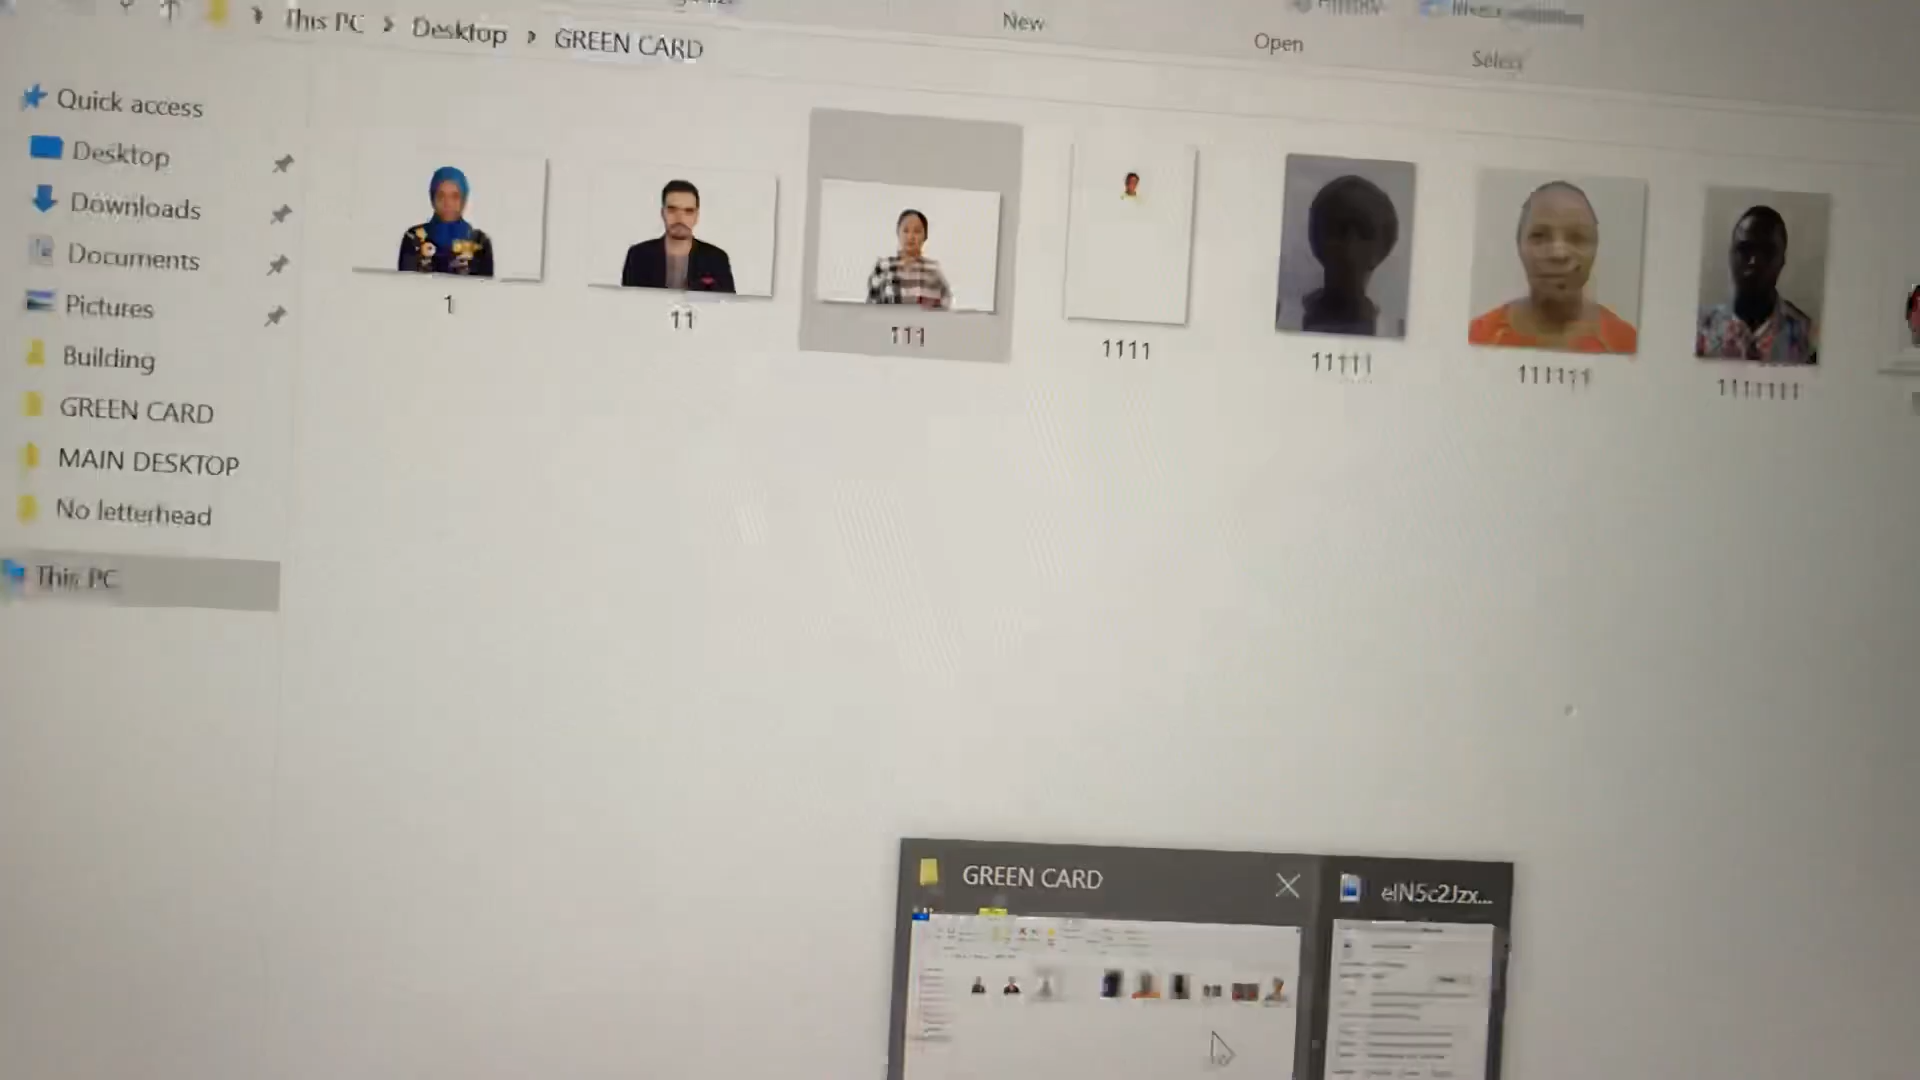 This PC > Desktop > GREEN CARD
New
Open
Select
Quick access
Desktop
Downloads
Documents
Pictures
Building
GREEN CARD
MAIN DESKTOP
No letterhead
This PC
1
11
111
1111
11111
111111
1111111
GREEN CARD
elN5c2Jzx...